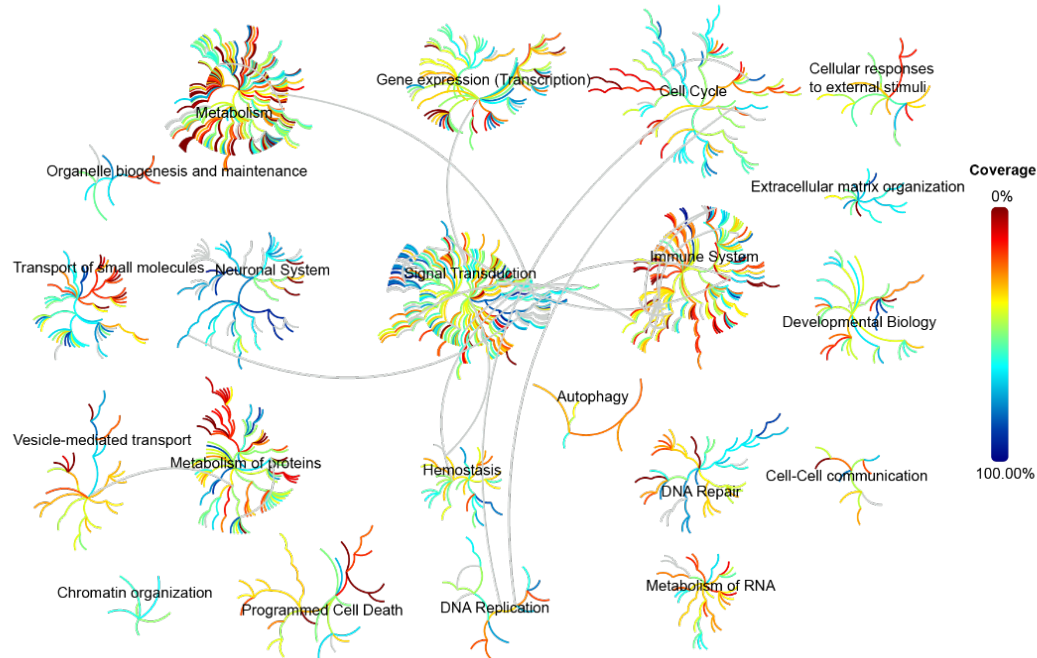 Gene expression (Transcription)
Cell Cycle
Cellular responses
to external stimuli
Metabolism
Organelle biogenesis and maintenance
Extracellular matrix organization
Coverage
0%
100.00%
Transport of small molecules
Neuronal System
Signal Transduction
Immune System
Developmental Biology
Autophagy
Vesicle-mediated transport
Metabolism of proteins
Hemostasis
DNA Repair
Cell-Cell communication
Chromatin organization
Programmed Cell Death
DNA Replication
Metabolism of RNA